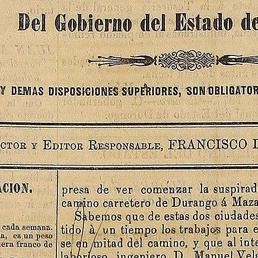 Del Gobierno del Estado de
Y DEMAS DISPOSICIONES SUPERIORES, SON
CTOR Y EDITOR RESPONSABLE, FRANCISCO
ACION.
cada semana.
es un peso
franco de
presa de ver comenzar la suspirad
camino carretero de Durango á Maza
Sabemos que de estas dos ciudades
tido á un tiempo los trabajos para e
se en mitad del camino, y que al inte
laborioso ingeniero D. Manuel Vela